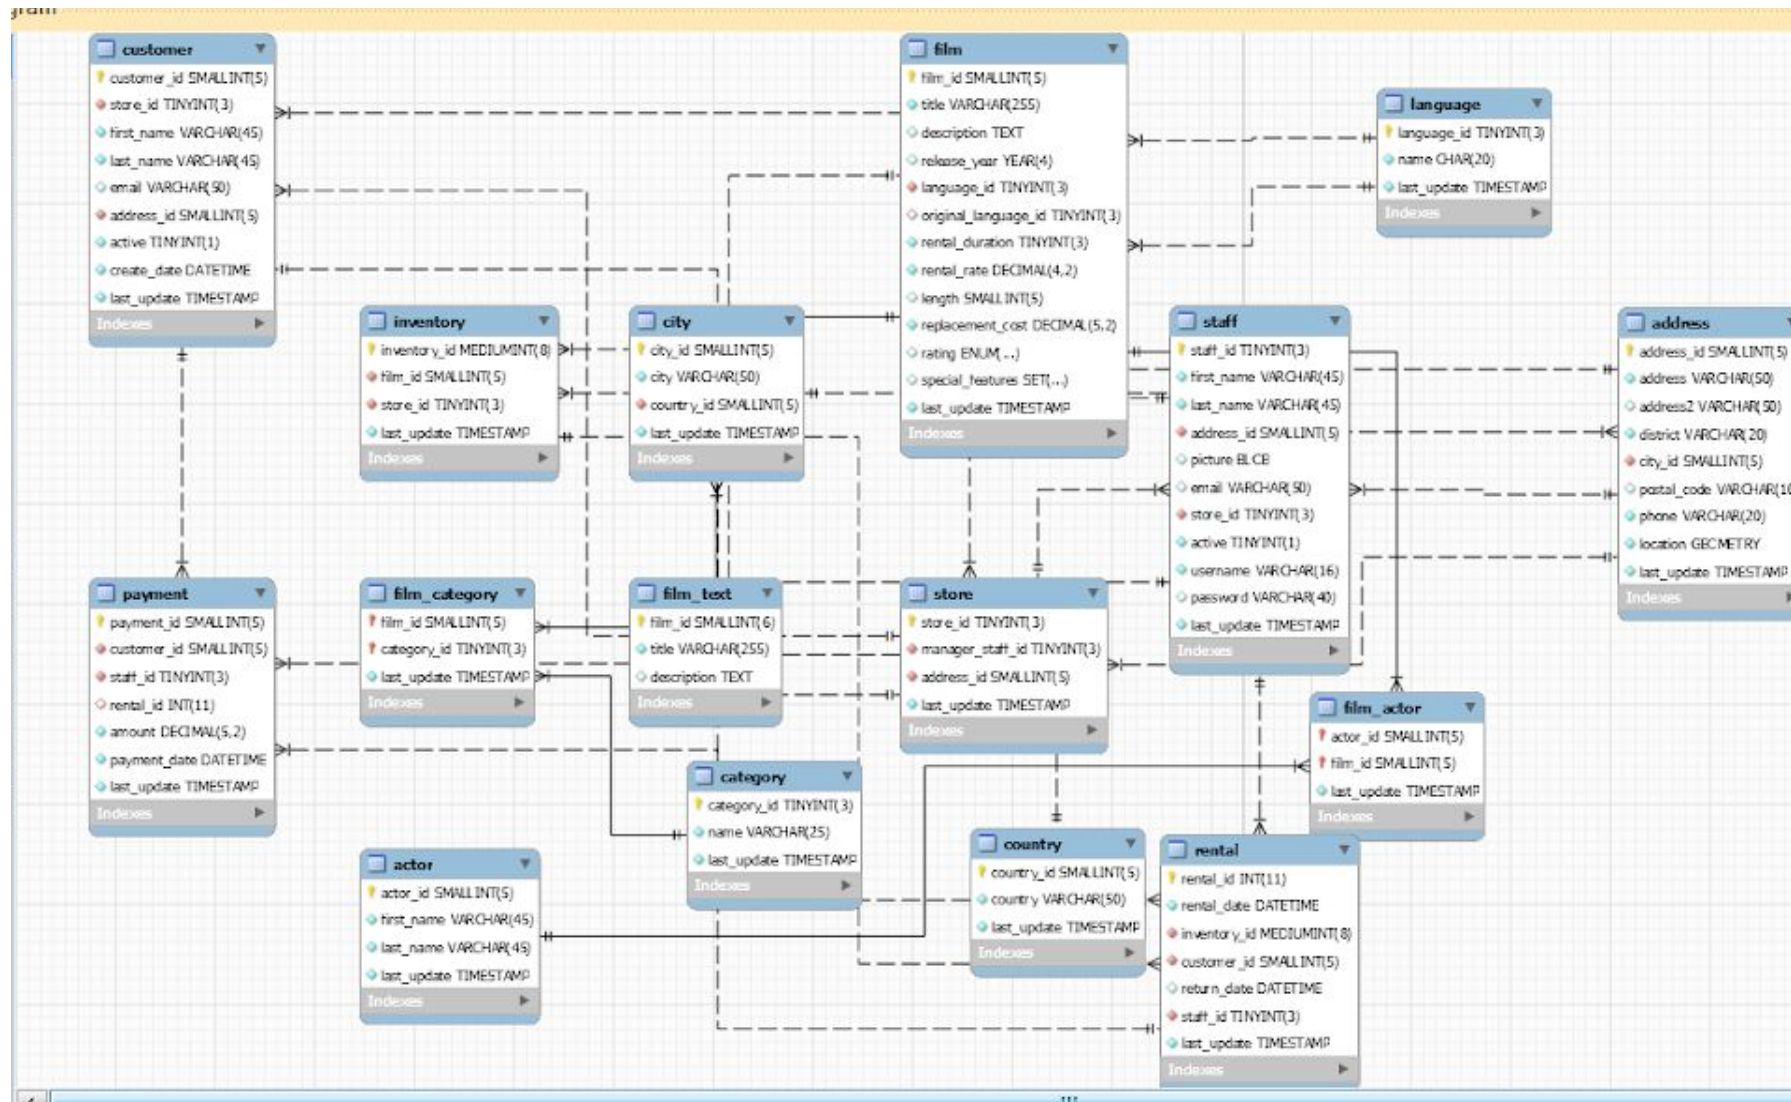 customer
customer_id SMALLINT(5)
store_id TINYINT(3)
first_name VARCHAR(45)
last_name VARCHAR(45)
email VARCHAR(50)
address_id SMALLINT(5)
active TINYINT(1)
create_date DATETIME
last_update TIMESTAMP
Indexes
film
film_id SMALLINT(5)
title VARCHAR(255)
description TEXT
release_year YEAR(4)
language_id TINYINT(3)
original_language_id TINYINT(3)
rental_duration TINYINT(3)
rental_rate DECIMAL(4,2)
length SMALLINT(5)
replacement_cost DECIMAL(5,2)
rating ENUM(...)
special_features SET(...)
last_update TIMESTAMP
Indexes
language
language_id TINYINT(3)
name CHAR(20)
last_update TIMESTAMP
Indexes
inventory
inventory_id MEDIUMINT(8)
film_id SMALLINT(5)
store_id TINYINT(3)
last_update TIMESTAMP
Indexes
city
city_id SMALLINT(5)
city VARCHAR(50)
country_id SMALLINT(5)
last_update TIMESTAMP
Indexes
staff
staff_id TINYINT(3)
first_name VARCHAR(45)
last_name VARCHAR(45)
address_id SMALLINT(5)
picture BLOB
email VARCHAR(50)
store_id TINYINT(3)
active TINYINT(1)
username VARCHAR(16)
password VARCHAR(40)
last_update TIMESTAMP
Indexes
address
address_id SMALLINT(5)
address VARCHAR(50)
address2 VARCHAR(50)
district VARCHAR(20)
city_id SMALLINT(5)
postal_code VARCHAR(10
phone VARCHAR(20)
location GEOMETRY
last_update TIMESTAMP
Indexes
payment
payment_id SMALLINT(5)
customer_id SMALLINT(5)
staff_id TINYINT(3)
rental_id INT(11)
amount DECIMAL(5,2)
payment_date DATETIME
last_update TIMESTAMP
Indexes
film_category
film_id SMALLINT(5)
category_id TINYINT(3)
last_update TIMESTAMP
Indexes
film_text
film_id SMALLINT(6)
title VARCHAR(255)
description TEXT
Indexes
store
store_id TINYINT(3)
manager_staff_id TINYINT(3)
address_id SMALLINT(5)
last_update TIMESTAMP
Indexes
film_actor
actor_id SMALLINT(5)
film_id SMALLINT(5)
last_update TIMESTAMP
Indexes
category
category_id TINYINT(3)
name VARCHAR(25)
last_update TIMESTAMP
Indexes
actor
actor_id SMALLINT(5)
first_name VARCHAR(45)
last_name VARCHAR(45)
last_update TIMESTAMP
Indexes
country
country_id SMALLINT(5)
country VARCHAR(50)
last_update TIMESTAMP
Indexes
rental
rental_id INT(11)
rental_date DATETIME
inventory_id MEDIUMINT(8)
customer_id SMALLINT(5)
return_date DATETIME
staff_id TINYINT(3)
last_update TIMESTAMP
Indexes